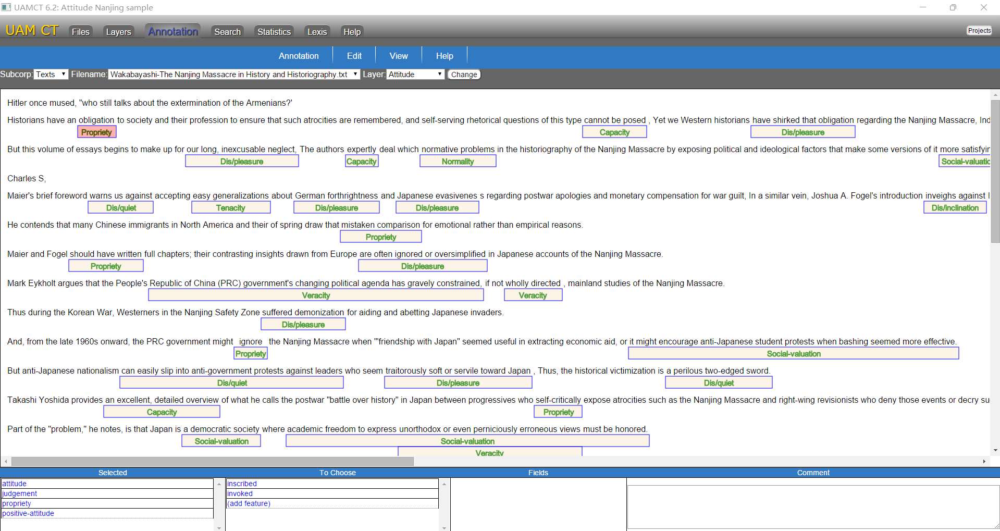 UAMCT 6.2: Attitude Nanjing sample
UAM CT Files Layers Annotation Search Statistics Lexis Help Projects
Annotation Edit View Help
Subcorp: Texts Filename: Wakabayashi-The Nanjing Massacre in History and Historiography.txt Layer: Attitude Change
Hitler once mused, "who still talks about the extermination of the Armenians?'
Historians have an obligation to society and their profession to ensure that such atrocities are remembered, and self-serving rhetorical questions of this type cannot be posed , Yet we Western historians have shirked that obligation regarding the Nanjing Massacre, Ind
Propriety Capacity Dis/pleasure
But this volume of essays begins to make up for our long, inexcusable neglect, The authors expertly deal which normative problems in the historiography of the Nanjing Massacre by exposing political and ideological factors that make some versions of it more satisfyin
Dis/pleasure Capacity Normality Social-valuatio
Charles S,
Maier's brief foreword warns us against accepting easy generalizations about German forthrightness and Japanese evasivenes s regarding postwar apologies and monetary compensation for war guilt, In a similar vein, Joshua A. Fogel's introduction inveighs against l
Dis/quiet Tenacity Dis/pleasure Dis/pleasure Dis/inclination
He contends that many Chinese immigrants in North America and their of spring draw that mistaken comparison for emotional rather than empirical reasons.
Propriety
Maier and Fogel should have written full chapters; their contrasting insights drawn from Europe are often ignored or oversimplified in Japanese accounts of the Nanjing Massacre.
Propriety Dis/pleasure
Mark Eykholt argues that the People's Republic of China (PRC) government's changing political agenda has gravely constrained, if not wholly directed , mainland studies of the Nanjing Massacre.
Veracity Veracity
Thus during the Korean War, Westerners in the Nanjing Safety Zone suffered demonization for aiding and abetting Japanese invaders.
Dis/pleasure
And, from the late 1960s onward, the PRC government might ignore the Nanjing Massacre when "'friendship with Japan" seemed useful in extracting economic aid, or it might encourage anti-Japanese student protests when bashing seemed more effective.
Propriety Social-valuation
But anti-Japanese nationalism can easily slip into anti-government protests against leaders who seem traitorously soft or servile toward Japan , Thus, the historical victimization is a perilous two-edged sword.
Dis/quiet Dis/pleasure Dis/quiet
Takashi Yoshida provides an excellent, detailed overview of what he calls the postwar "battle over history" in Japan between progressives who self-critically expose atrocities such as the Nanjing Massacre and right-wing revisionists who deny those events or decry su
Capacity Propriety
Part of the "problem," he notes, is that Japan is a democratic society where academic freedom to express unorthodox or even perniciously erroneous views must be honored.
Social-valuation Social-valuation
Veracity
Selected To Choose Fields Comment
attitude inscribed
judgement invoked
propriety (add feature)
positive-attitude